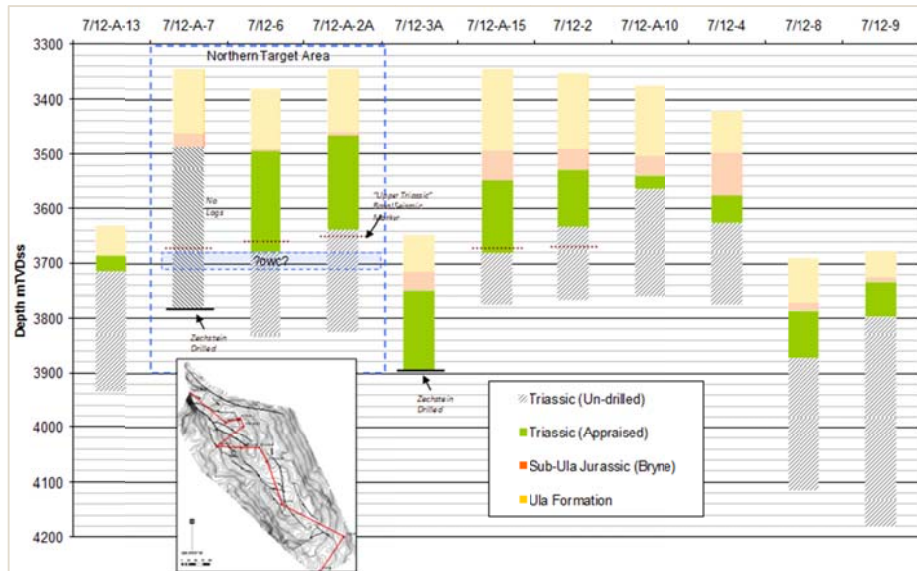 7/12-A-13 7/12-A-7 7/12-6 7/12-A-2A 7/12-3A 7/12-A-15 7/12-2 7/12-A-10 7/12-4 7/12-8 7/12-9
Depth mTVDss
3300
3400
3500
3600
3700
3800
3900
4000
4100
4200
Northern Target Area
No
Logs
"Upper Triassic"
Marker
?owc?
Zechstein
Drilled
Zechstein
Drilled
Triassic (Un-drilled)
Triassic (Appraised)
Sub-Ula Jurassic (Bryne)
Ula Formation